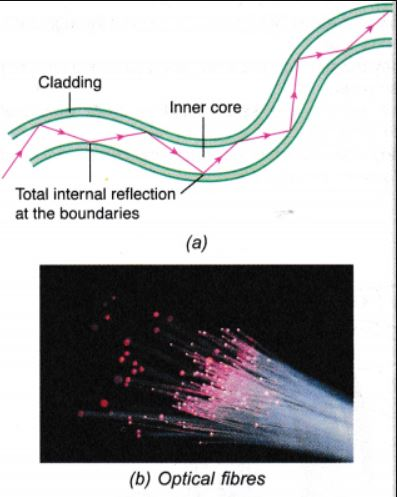 Cladding
Inner core
Total internal reflection
at the boundaries
(a)
(b) Optical fibres